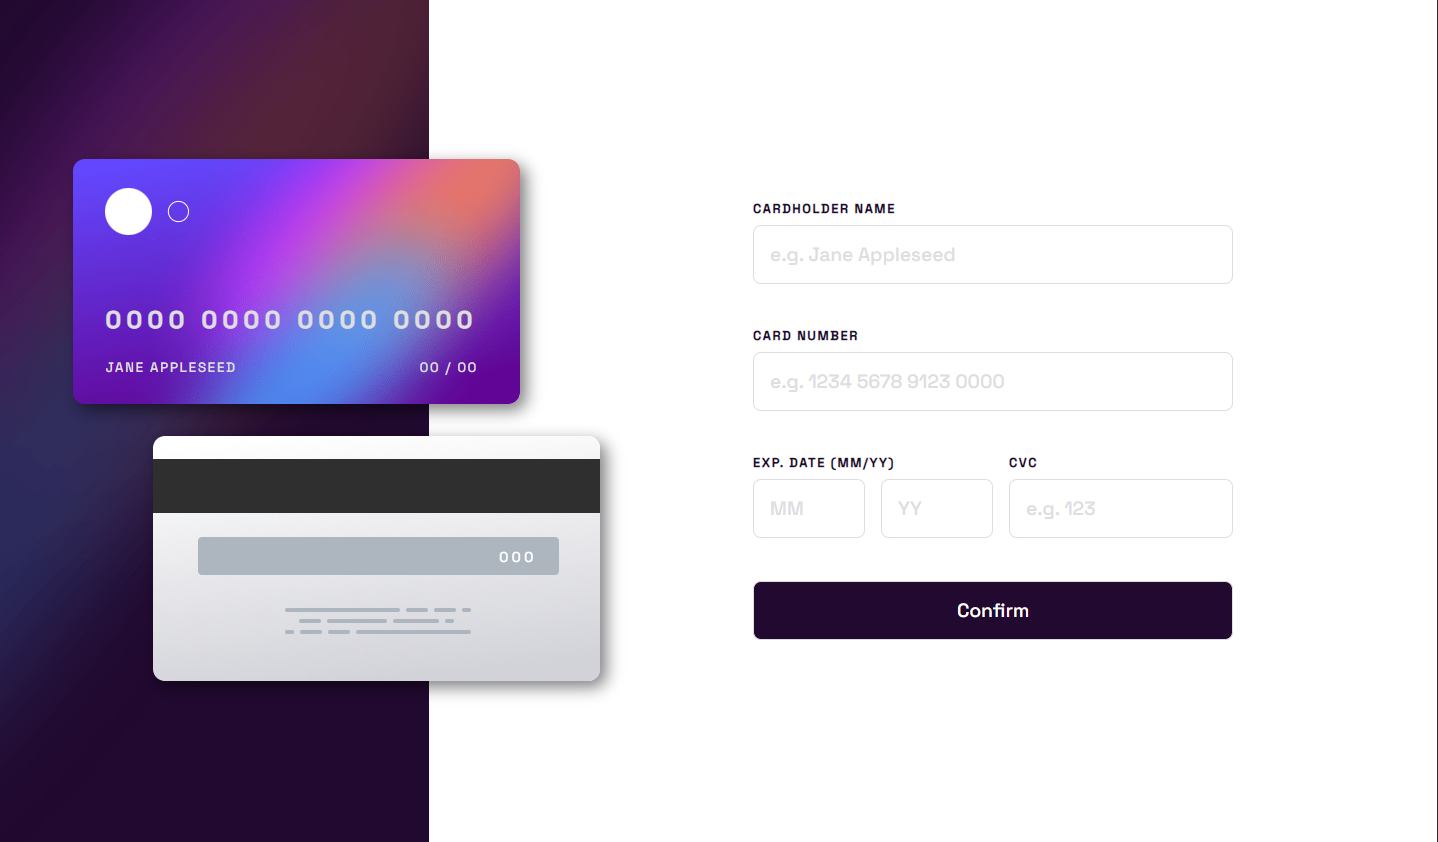 0000 0000 0000 0000
JANE APPLESEED 00 / 00
000
CARDHOLDER NAME
e.g. Jane Appleseed
CARD NUMBER
e.g. 1234 5678 9123 0000
EXP. DATE (MM/YY) CVC
MM YY e.g. 123
Confirm